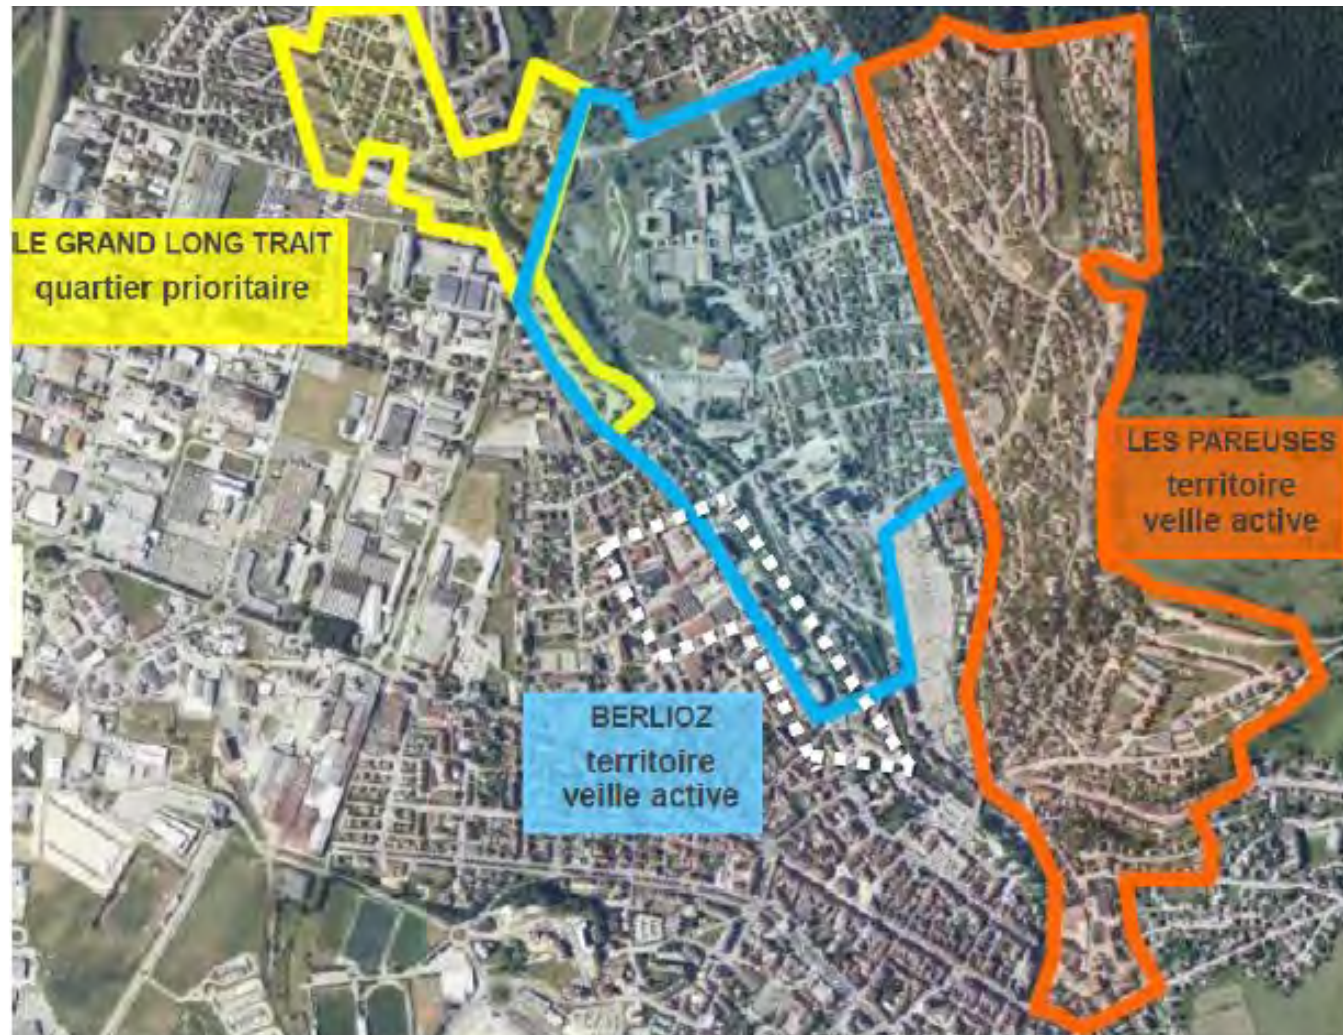 LE GRAND LONG TRAIT
quartier prioritaire
LES PAREUSES
territoire
veille active
BERLIOZ
territoire
veille active